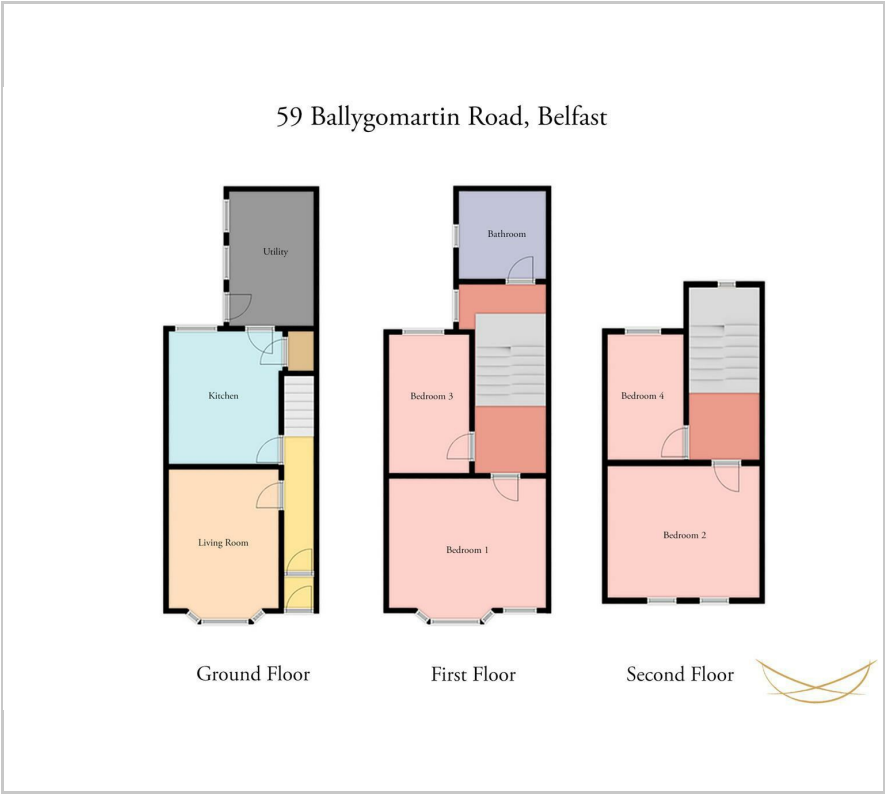 59 Ballygomartin Road, Belfast
Utility
Bathroom
Kitchen
Bedroom 3
Bedroom 4
Living Room
Bedroom 1
Bedroom 2
Ground Floor
First Floor
Second Floor